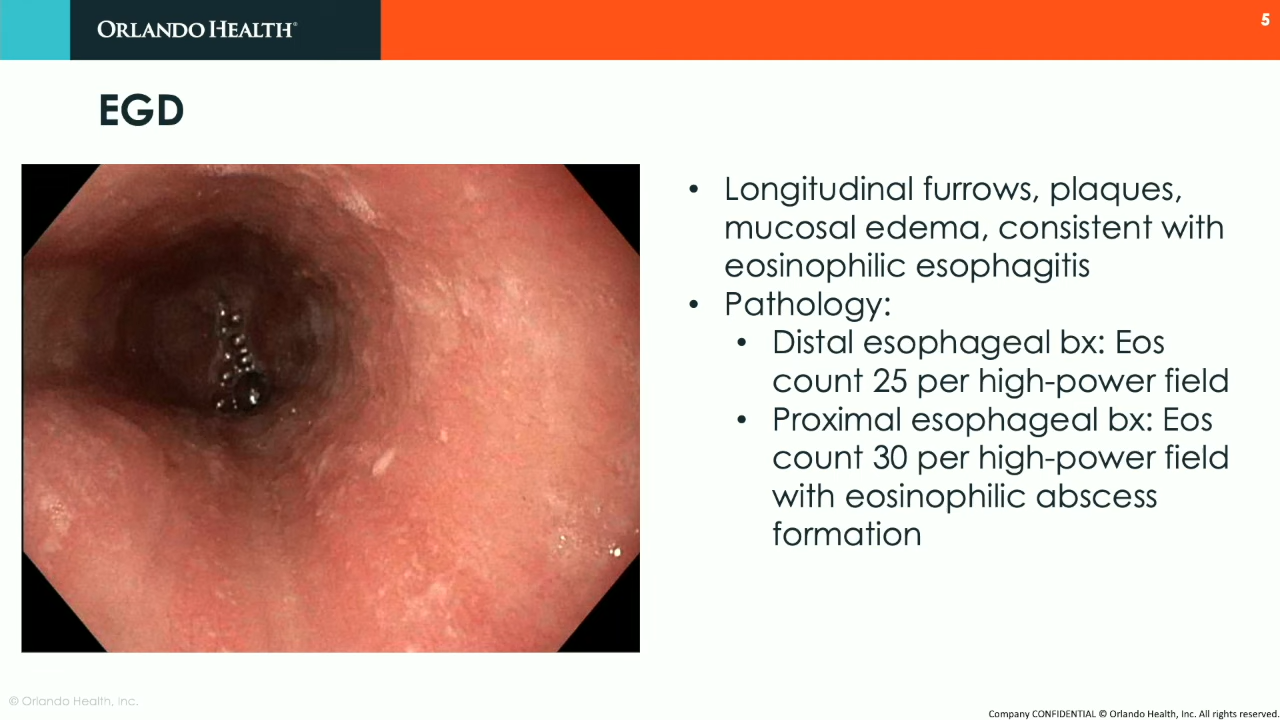 ORLANDO HEALTH®
5
EGD
• Longitudinal furrows, plaques,
mucosal edema, consistent with
eosinophilic esophagitis
• Pathology:
• Distal esophageal bx: Eos
count 25 per high-power field
• Proximal esophageal bx: Eos
count 30 per high-power field
with eosinophilic abscess
formation
© Orlando Health, Inc.
Company CONFIDENTIAL © Orlando Health, Inc. All rights reserved.